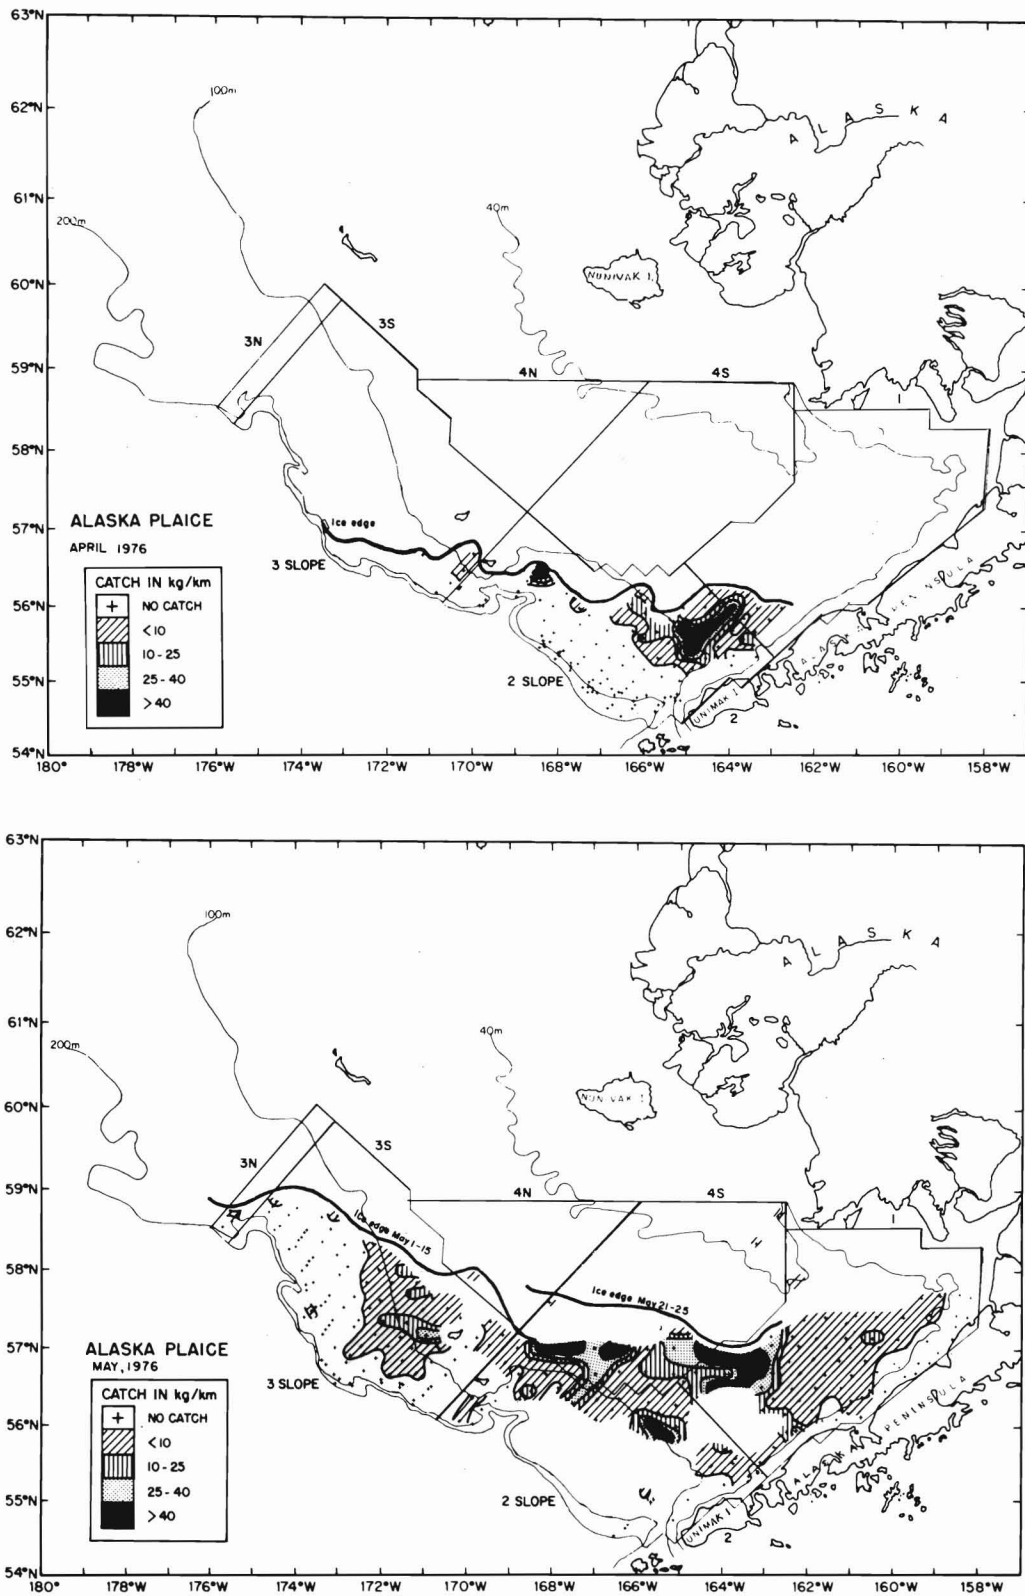 63°N
62°N
61°N
60°N
59°N
58°N
57°N
56°N
55°N
54°N
100m
200m
40m
A L A S K A
NUNIVAK I.
3N
3S
4N
4S
I
Ice edge
ALASKA PLAICE
APRIL 1976
3 SLOPE
CATCH IN kg/km
+ NO CATCH
<10
10-25
25-40
>40
2 SLOPE
ALASKA PENINSULA
UNIMAK I.
2
180° 176°W 174°W 172°W 170°W 168°W 166°W 164°W 162°W 160°W 158°W
63°N
62°N
61°N
60°N
59°N
58°N
57°N
56°N
55°N
54°N
100m
200m
40m
A L A S K A
NUNIVAK I.
3N
3S
4N
4S
I
Ice edge May 1-15
Ice edge May 21-25
ALASKA PLAICE
MAY, 1976
3 SLOPE
CATCH IN kg/km
+ NO CATCH
<10
10-25
25-40
>40
2 SLOPE
ALASKA PENINSULA
UNIMAK I.
2
180° 176°W 174°W 172°W 170°W 168°W 166°W 164°W 162°W 160°W 158°W